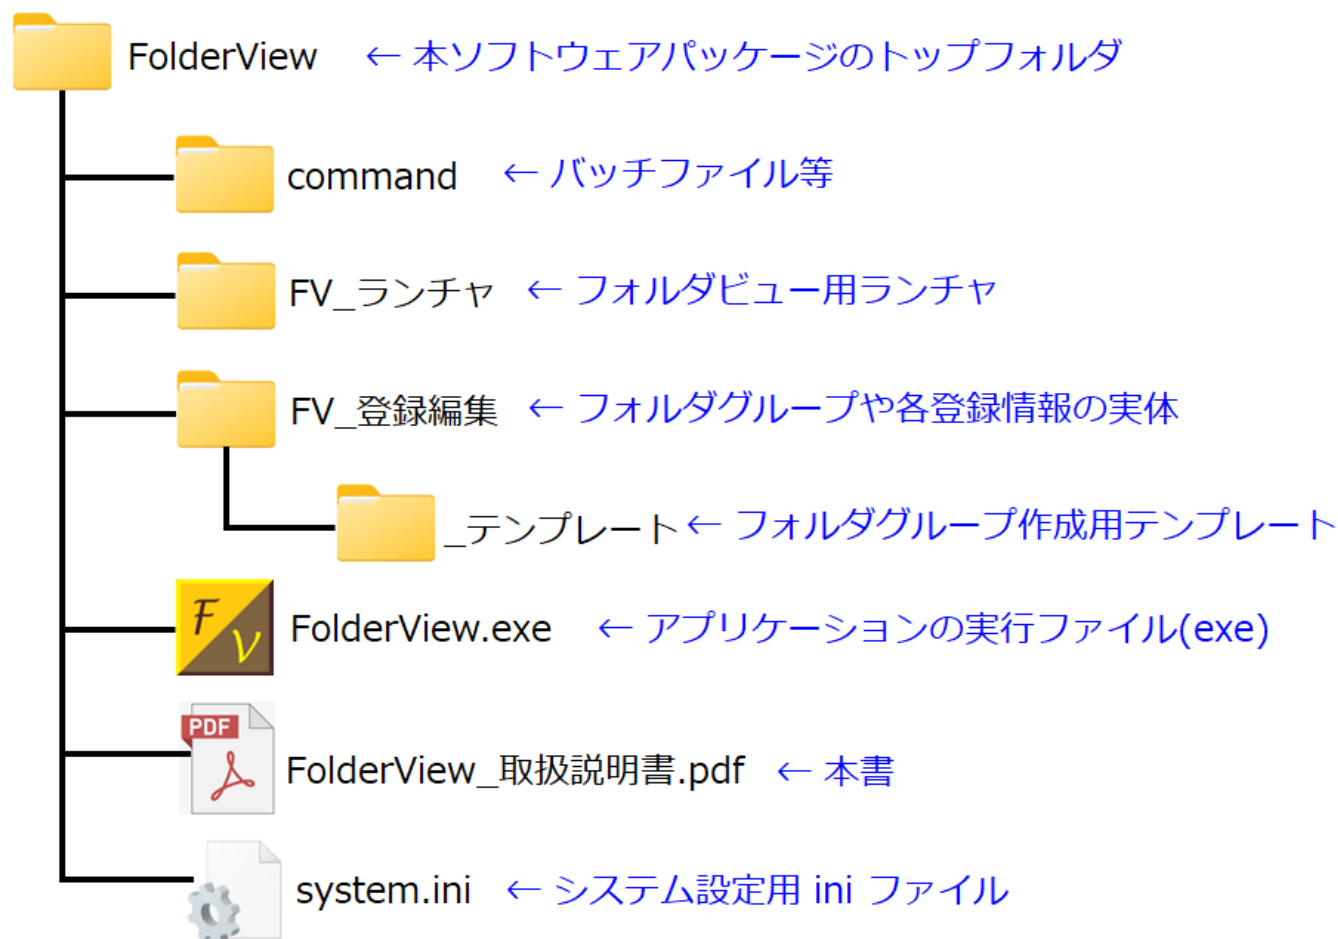 FolderView ← 本ソフトウェアパッケージのトップフォルダ
command ← バッチファイル等
FV_ランチャ ← フォルダビュー用ランチャ
FV_登録編集 ← フォルダグループや各登録情報の実体
_テンプレート ← フォルダグループ作成用テンプレート
F V
FolderView.exe ← アプリケーションの実行ファイル(exe)
PDF
FolderView_取扱説明書.pdf ← 本書
system.ini ← システム設定用 ini ファイル